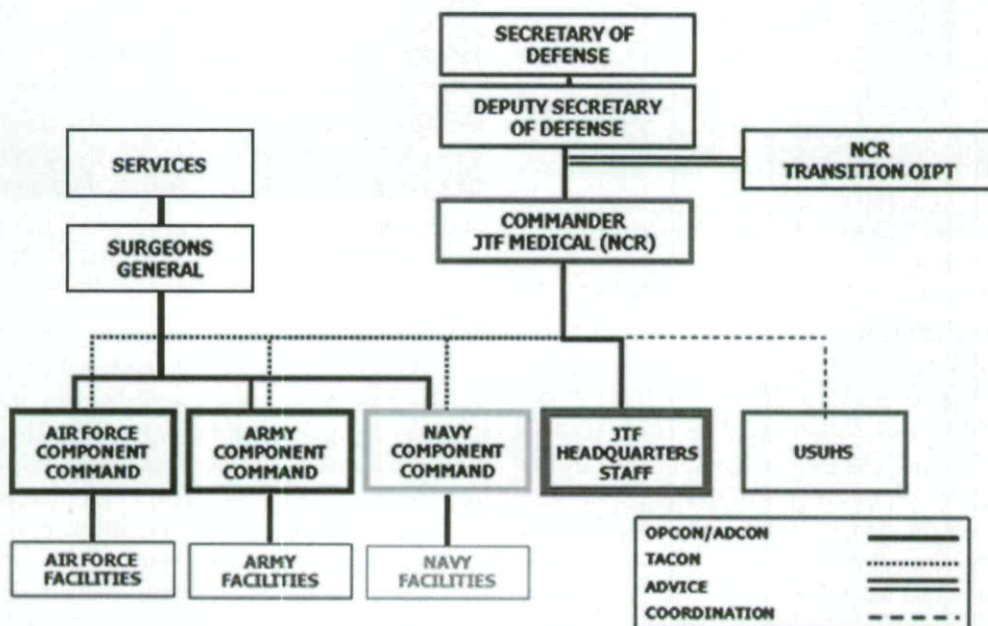 SECRETARY OF
DEFENSE
DEPUTY SECRETARY
OF DEFENSE
NCR
TRANSITION OIPT
SERVICES
COMMANDER
JTF MEDICAL (NCR)
SURGEONS
GENERAL
AIR FORCE
COMPONENT
COMMAND
ARMY
COMPONENT
COMMAND
NAVY
COMPONENT
COMMAND
JTF
HEADQUARTERS
STAFF
USUHS
AIR FORCE
FACILITIES
ARMY
FACILITIES
NAVY
FACILITIES
OPCON/ADCON
TACON
ADVICE
COORDINATION